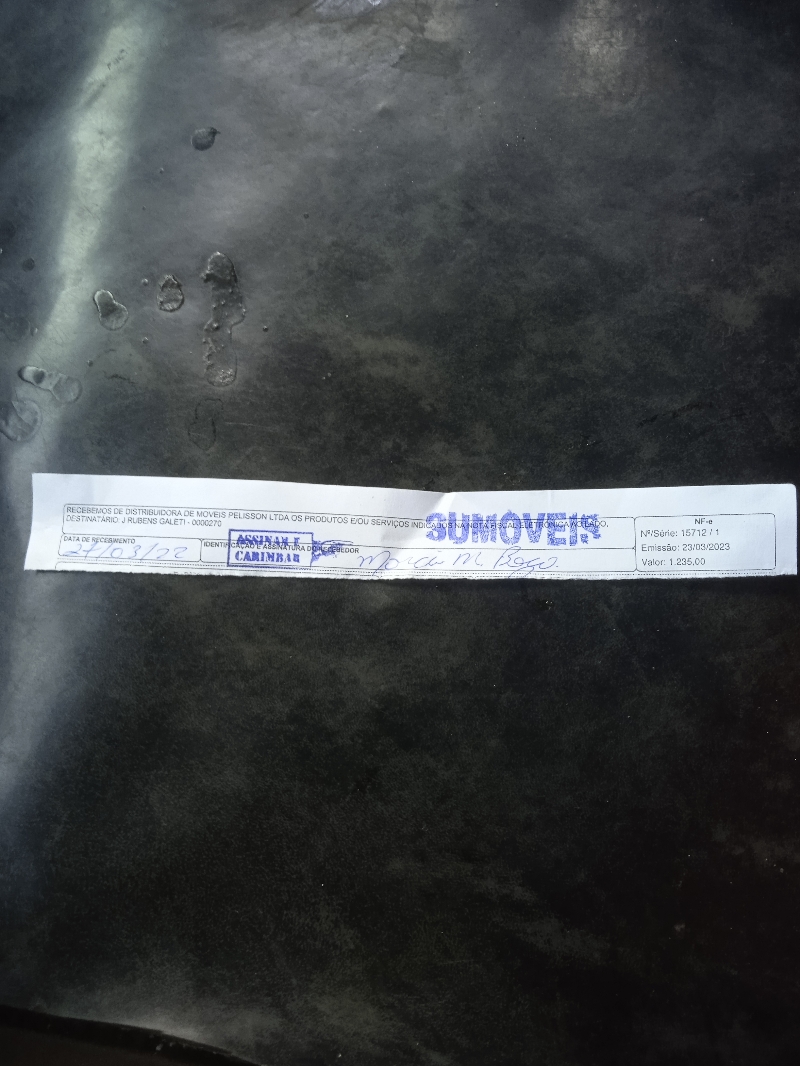 RECEBEMOS DE DISTRIBUIDORA DE MOVEIS PELISSON LTDA OS PRODUTOS E/OU SERVIÇOS INDICADOS NA NOTA FISCAL ELETRÔNICA AO LADO.
DESTINATÁRIO: J RUBENS GALETI - 0000270
SUMÓVEIS
DATA DE RECEBIMENTO
27/03/22
IDENTIFICAÇÃO E ASSINATURA DO RECEBEDOR
ASSINAR E
CARIMBAR
NF-e
Nº/Série: 15712 / 1
Emissão: 23/03/2023
Valor: 1.235,00